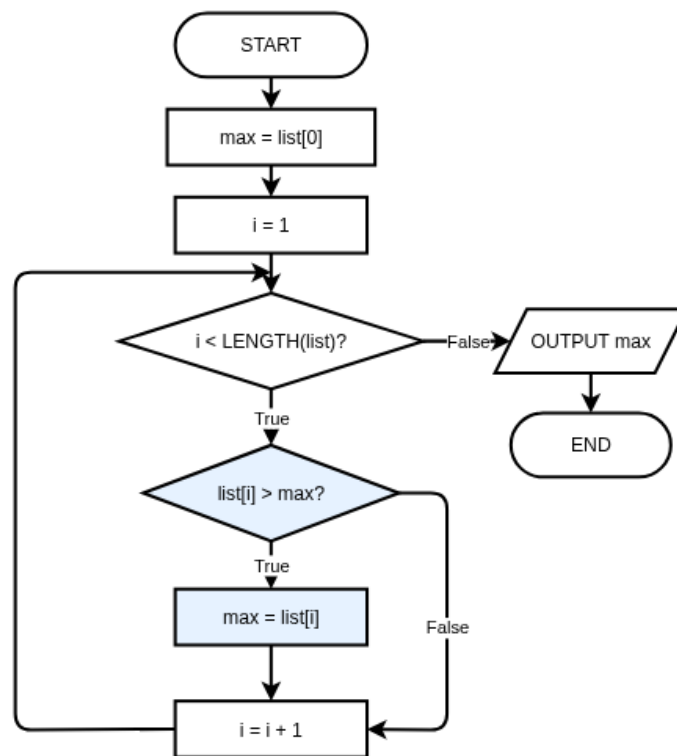 START
max = list[0]
i = 1
i < LENGTH(list)?
False
OUTPUT max
True
END
list[i] > max?
True
max = list[i]
False
i = i + 1